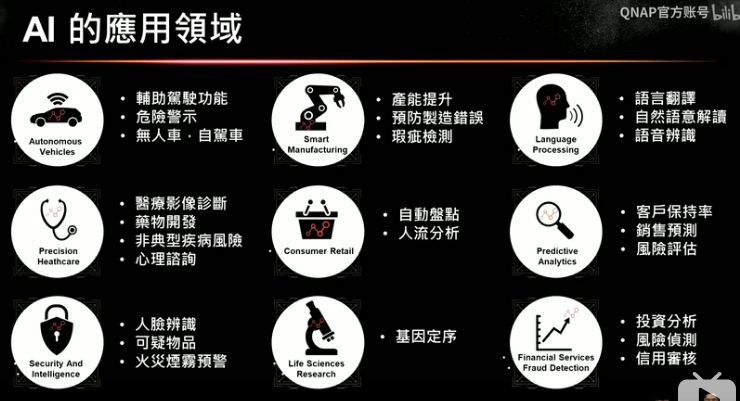 QNAP官方账号 bilib
AI 的應用領域
Autonomous
Vehicles
• 輔助駕駛功能
• 危險警示
• 無人車，自駕車
Smart
Manufacturing
• 產能提升
• 預防製造錯誤
• 瑕疵檢測
Language
Processing
• 語言翻譯
• 自然語意解讀
• 語音辨識
Precision
Heathcare
• 醫療影像診斷
• 藥物開發
• 非典型疾病風險
• 心理諮詢
Consumer Retail
• 自動盤點
• 人流分析
Predictive
Analytics
• 客戶保持率
• 銷售預測
• 風險評估
Security And
Intelligence
• 人臉辨識
• 可疑物品
• 火災煙霧預警
Life Sciences
Research
• 基因定序
Financial Services
Fraud Detection
• 投資分析
• 風險偵測
• 信用審核